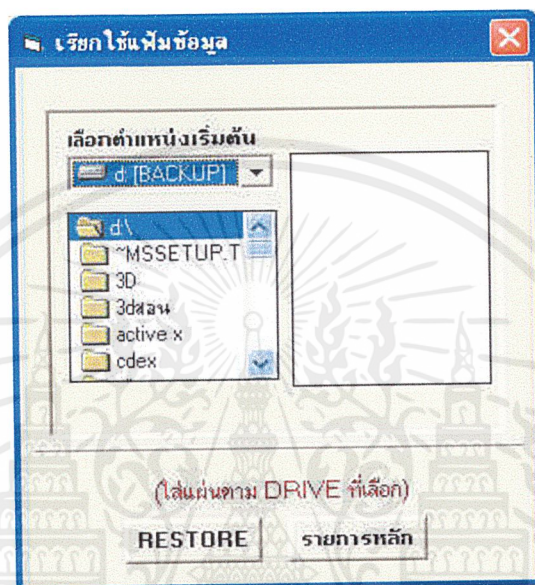 เรียกใช้แฟ้มข้อมูล
เลือกตำแหน่งเริ่มต้น
d: [BACKUP]
d:\
~MSSETUP.T
3D
3dสอน
active x
cdex
(ใส่แผ่นตาม DRIVE ที่เลือก)
RESTORE
รายการหลัก